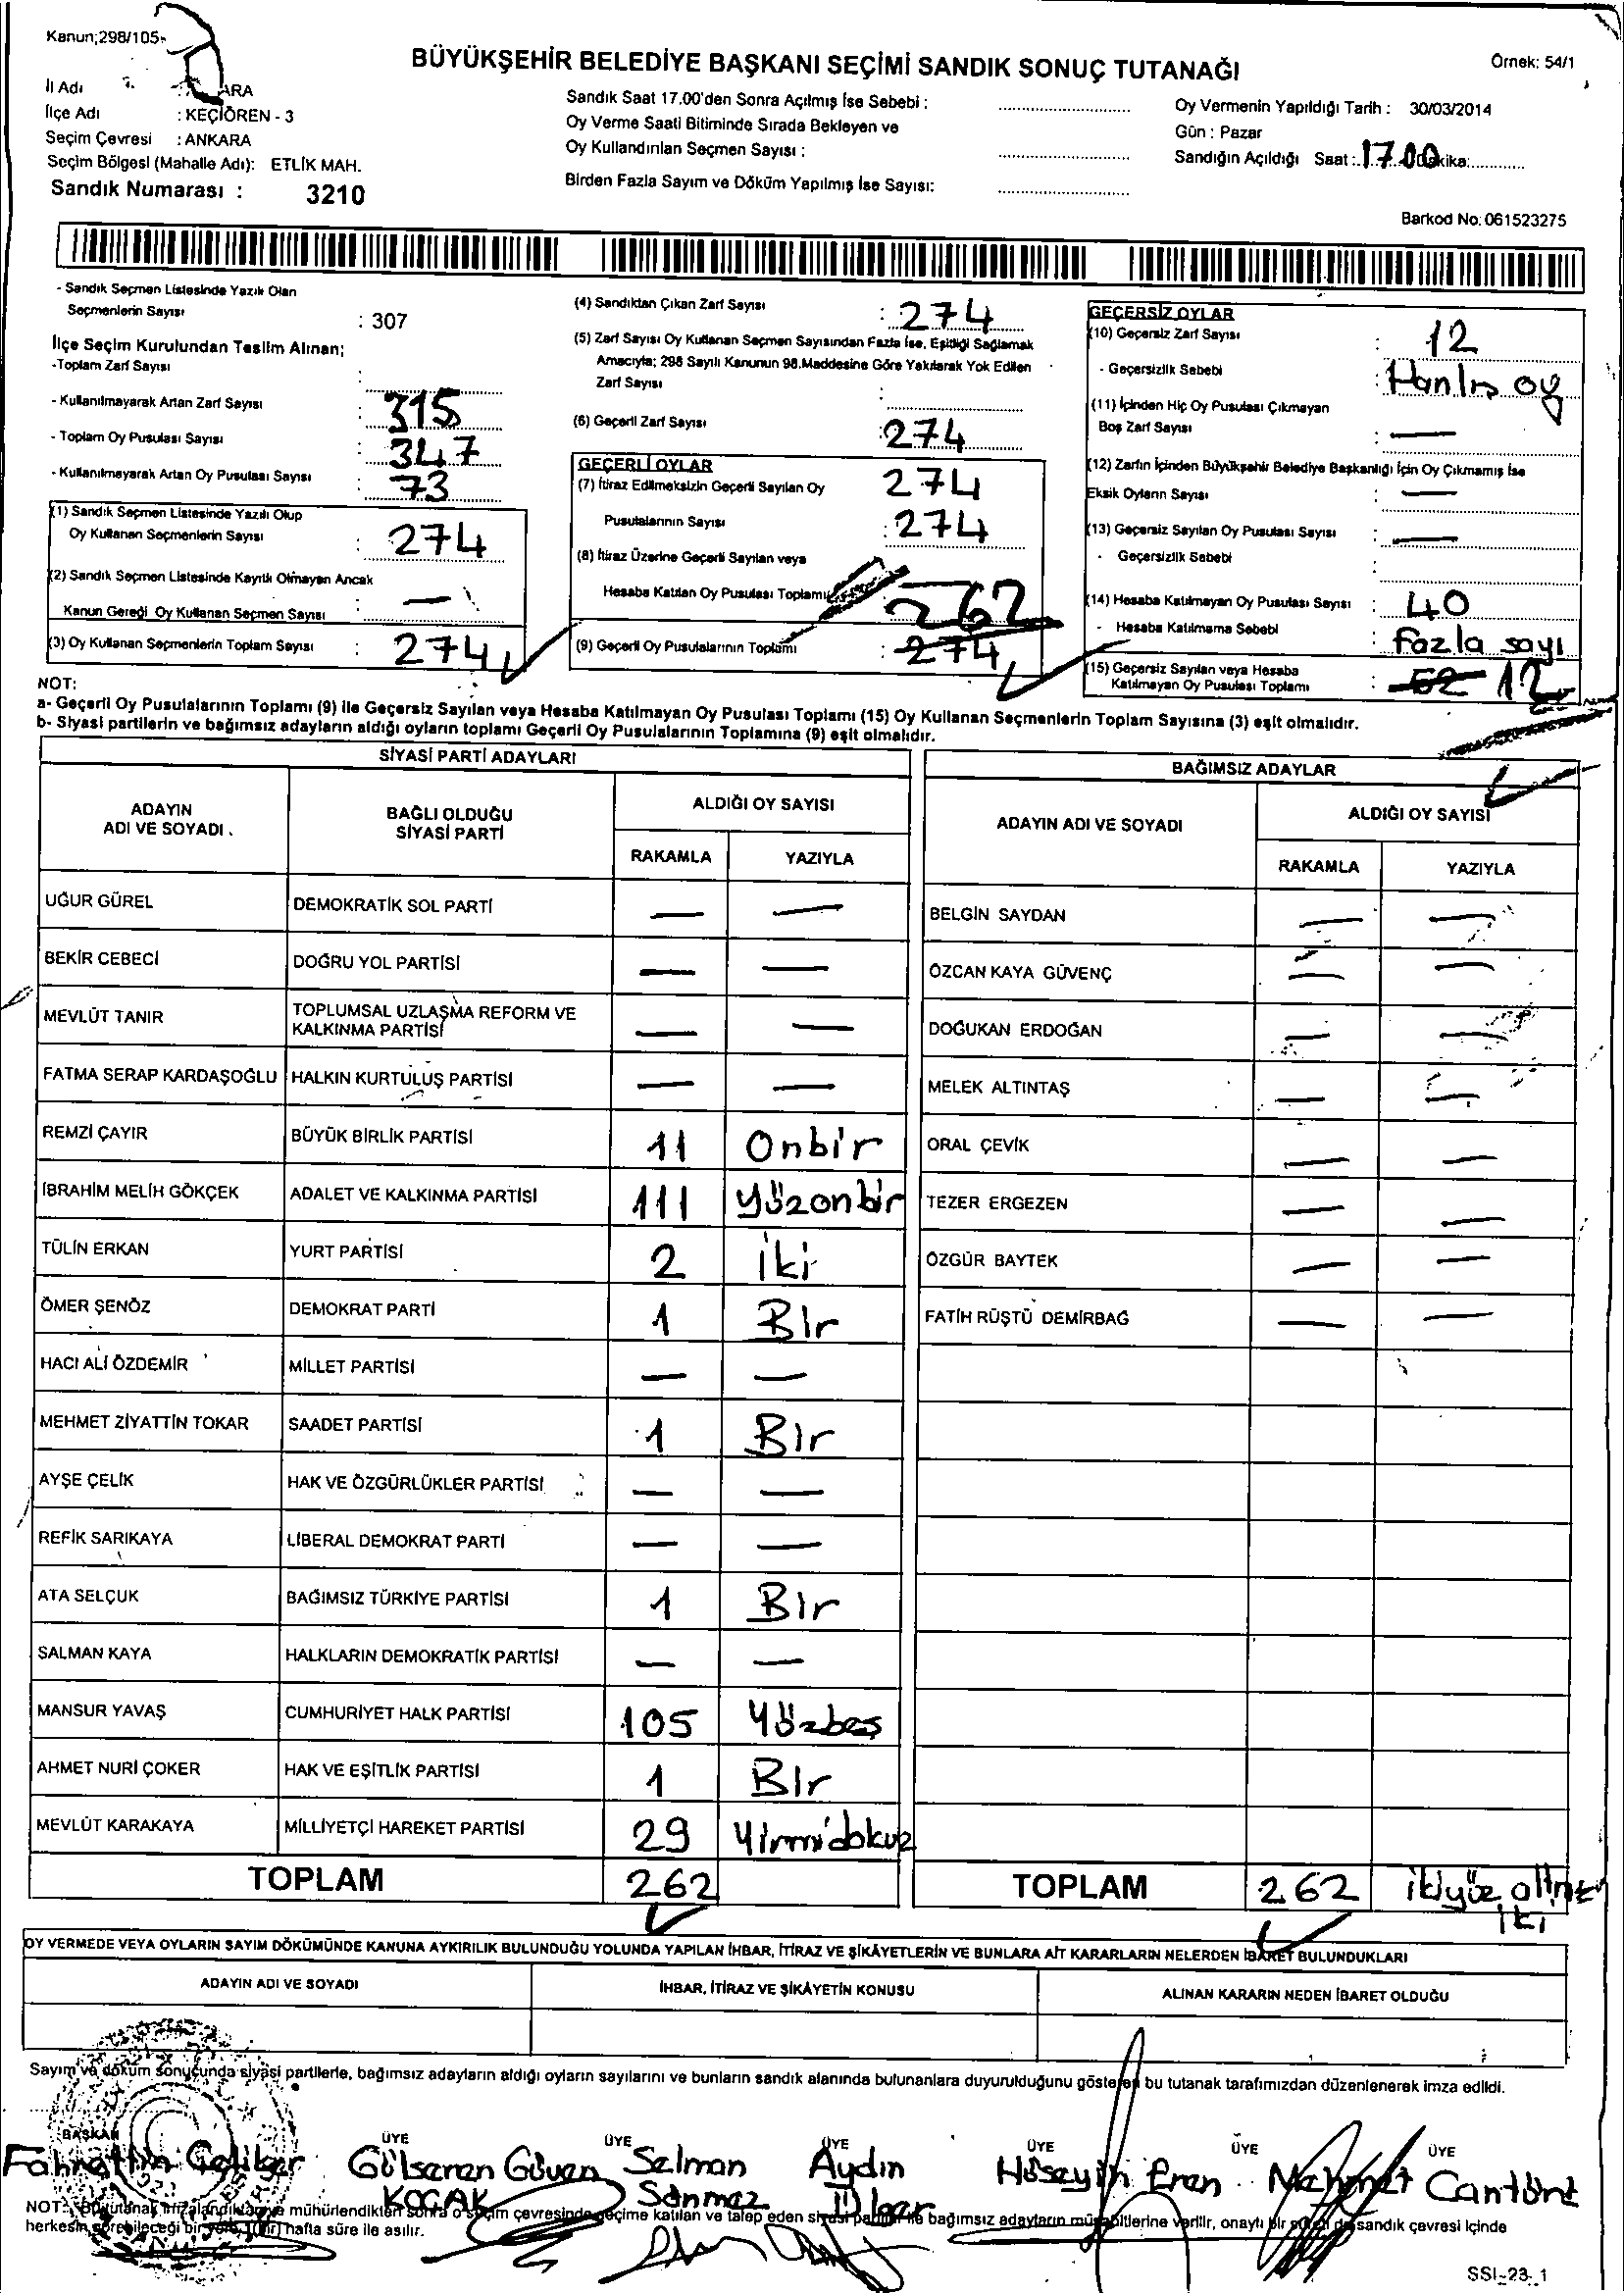 Kanun;298/105-
BÜYÜKŞEHİR BELEDİYE BAŞKANI SEÇİMİ SANDIK SONUÇ TUTANAĞI
Örnek: 54/1
İlçe Adı : KEÇİÖREN - 3
Seçim Çevresi : ANKARA
Seçim Bölgesi (Mahalle Adı): ETLİK MAH.
Sandık Numarası : 3210
Sandık Saat 17.00'den Sonra Açılmış İse Sebebi :
Oy Verme Saati Bitiminde Sırada Bekleyen ve
Oy Kullandırılan Seçmen Sayısı :
Birden Fazla Sayım ve Döküm Yapılmış İse Sayısı:
Oy Vermenin Yapıldığı Tarih : 30/03/2014
Gün : Pazar
Sandığın Açıldığı Saat : 17.00 Dakika:
Barkod No: 061523275
- Sandık Seçmen Listesinde Yazılı Olan
Seçmenlerin Sayısı : 307
İlçe Seçim Kurulundan Teslim Alınan;
-Toplam Zarf Sayısı :
- Kullanılmayarak Artan Zarf Sayısı : 315
- Toplam Oy Pusulası Sayısı : 347
- Kullanılmayarak Artan Oy Pusulası Sayısı : 73
(1) Sandık Seçmen Listesinde Yazılı Olup
Oy Kullanan Seçmenlerin Sayısı : 274
(2) Sandık Seçmen Listesinde Kayıtlı Olmayan Ancak
Kanun Gereği Oy Kullanan Seçmen Sayısı : —
(3) Oy Kullanan Seçmenlerin Toplam Sayısı : 274
(4) Sandıktan Çıkan Zarf Sayısı : 274
(5) Zarf Sayısı Oy Kullanan Seçmen Sayısından Fazla İse, Eşitliği Sağlamak
Amacıyla; 298 Sayılı Kanunun 98.Maddesine Göre Yakılarak Yok Edilen
Zarf Sayısı :
(6) Geçerli Zarf Sayısı : 274
GEÇERLİ OYLAR
(7) İtiraz Edilmeksizin Geçerli Sayılan Oy 274
Pusulalarının Sayısı : 274
(8) İtiraz Üzerine Geçerli Sayılan veya
Hesaba Katılan Oy Pusulası Toplamı 262
(9) Geçerli Oy Pusulalarının Toplamı : 274
GEÇERSİZ OYLAR
(10) Geçersiz Zarf Sayısı : 12
- Geçersizlik Sebebi : oy
(11) İçinden Hiç Oy Pusulası Çıkmayan
Boş Zarf Sayısı : —
(12) Zarfın İçinden Büyükşehir Belediye Başkanlığı İçin Oy Çıkmamış İse
Eksik Oyların Sayısı : —
(13) Geçersiz Sayılan Oy Pusulası Sayısı : —
- Geçersizlik Sebebi
(14) Hesaba Katılmayan Oy Pusulası Sayısı : 40
- Hesaba Katılmama Sebebi : fazla sayı
(15) Geçersiz Sayılan veya Hesaba
Katılmayan Oy Pusulası Toplamı : 52 12
NOT:
a- Geçerli Oy Pusulalarının Toplamı (9) ile Geçersiz Sayılan veya Hesaba Katılmayan Oy Pusulası Toplamı (15) Oy Kullanan Seçmenlerin Toplam Sayısına (3) eşit olmalıdır.
b- Siyasi partilerin ve bağımsız adayların aldığı oyların toplamı Geçerli Oy Pusulalarının Toplamına (9) eşit olmalıdır.
SİYASİ PARTİ ADAYLARI
ADAYIN
ADI VE SOYADI
BAĞLI OLDUĞU
SİYASİ PARTİ
ALDIĞI OY SAYISI
RAKAMLA YAZIYLA
UĞUR GÜREL DEMOKRATİK SOL PARTİ — —
BEKİR CEBECİ DOĞRU YOL PARTİSİ — —
MEVLÜT TANIR TOPLUMSAL UZLAŞMA REFORM VE
KALKINMA PARTİSİ — —
FATMA SERAP KARDAŞOĞLU HALKIN KURTULUŞ PARTİSİ — —
REMZİ ÇAYIR BÜYÜK BİRLİK PARTİSİ 11 Onbir
İBRAHİM MELİH GÖKÇEK ADALET VE KALKINMA PARTİSİ 111 Yüzonbir
TÜLİN ERKAN YURT PARTİSİ 2 İki
ÖMER ŞENÖZ DEMOKRAT PARTİ 1 Bir
HACI ALİ ÖZDEMİR MİLLET PARTİSİ — —
MEHMET ZİYATTİN TOKAR SAADET PARTİSİ 1 Bir
AYŞE ÇELİK HAK VE ÖZGÜRLÜKLER PARTİSİ — —
REFİK SARIKAYA LİBERAL DEMOKRAT PARTİ — —
ATA SELÇUK BAĞIMSIZ TÜRKİYE PARTİSİ 1 Bir
SALMAN KAYA HALKLARIN DEMOKRATİK PARTİSİ — —
MANSUR YAVAŞ CUMHURİYET HALK PARTİSİ 105 Yüzbeş
AHMET NURİ ÇOKER HAK VE EŞİTLİK PARTİSİ 1 Bir
MEVLÜT KARAKAYA MİLLİYETÇİ HAREKET PARTİSİ 29 Yirmidokuz
TOPLAM 262
BAĞIMSIZ ADAYLAR
ADAYIN ADI VE SOYADI
ALDIĞI OY SAYISI
RAKAMLA YAZIYLA
BELGİN SAYDAN — —
ÖZCAN KAYA GÜVENÇ — —
DOĞUKAN ERDOĞAN — —
MELEK ALTINTAŞ — —
ORAL ÇEVİK — —
TEZER ERGEZEN — —
ÖZGÜR BAYTEK — —
FATİH RÜŞTÜ DEMİRBAĞ — —
TOPLAM 262 ikiyüz altmış
iki
OY VERMEDE VEYA OYLARIN SAYIM DÖKÜMÜNDE KANUNA AYKIRILIK BULUNDUĞU YOLUNDA YAPILAN İHBAR, İTİRAZ VE ŞİKÂYETLERİN VE BUNLARA AİT KARARLARIN NELERDEN İBARET BULUNDUKLARI
ADAYIN ADI VE SOYADI İHBAR, İTİRAZ VE ŞİKÂYETİN KONUSU ALINAN KARARIN NEDEN İBARET OLDUĞU
Sayım ve döküm sonucunda siyasi partilerle, bağımsız adayların aldığı oyların sayılarını ve bunların sandık alanında bulunanlara duyurulduğunu gösteren bu tutanak tarafımızdan düzenlenerek imza edildi.
BAŞKAN ÜYE ÜYE ÜYE ÜYE ÜYE ÜYE
Fahrettin Geliker Gülseren Güven Selman Aydın Hüseyin Eren Mehmet Cantürk
KOÇAK Sönmez Ülger
NOT: Bu tutanak imzalandıktan ve mühürlendikten sonra o seçim çevresinde seçime katılan ve talep eden siyasi partiler ile bağımsız adayların müşahitlerine verilir, onaylı bir sureti de sandık çevresi içinde
herkesin görebileceği bir yere, 1(bir) hafta süre ile asılır.
SSI-23- 1